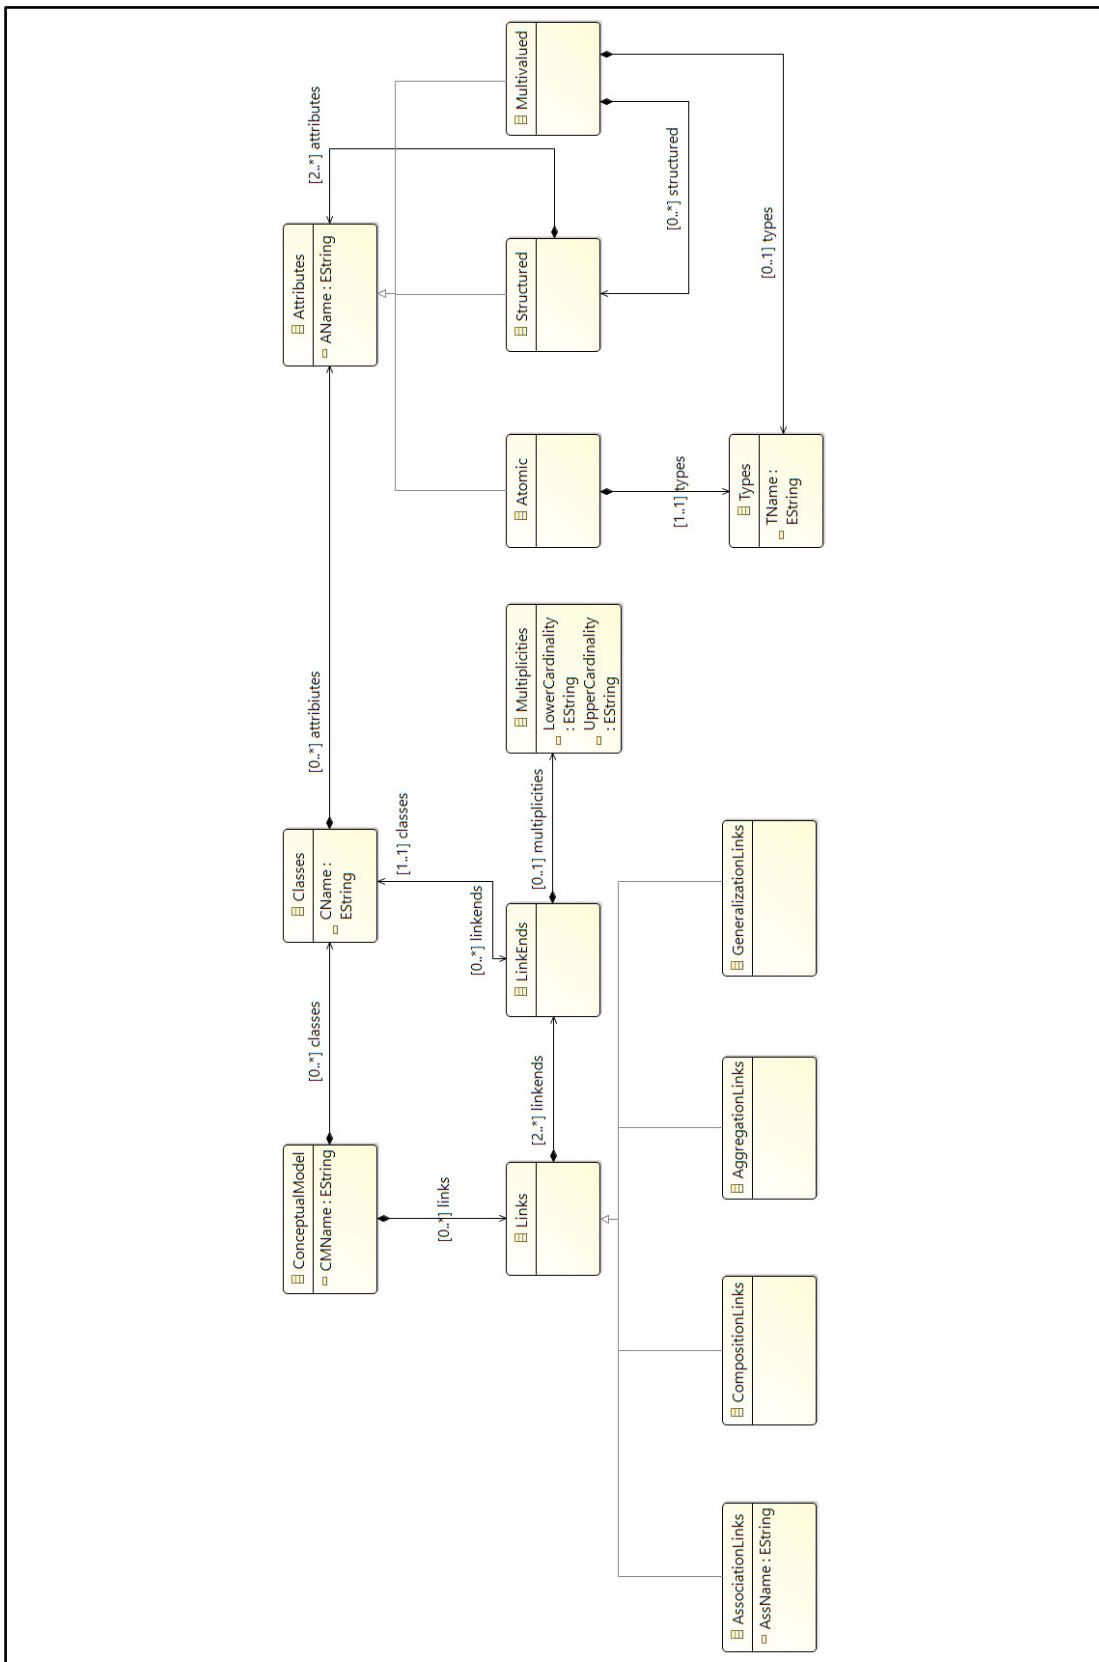 ConceptualModel
CMName : EString
[0..*] classes
Classes
CName :
EString
[0..*] attribiutes
Attributes
AName : EString
[2..*] attributes
[0..*] links
[1..1] classes
[0..*] linkends
Links
[2..*] linkends
LinkEnds
[0..1] multiplicities
Multiplicities
LowerCardinality
: EString
UpperCardinality
: EString
Atomic
Structured
Multivalued
[0..*] structured
[1..1] types
[0..1] types
AssociationLinks
AssName : EString
CompositionLinks
AggregationLinks
GeneralizationLinks
Types
TName :
EString